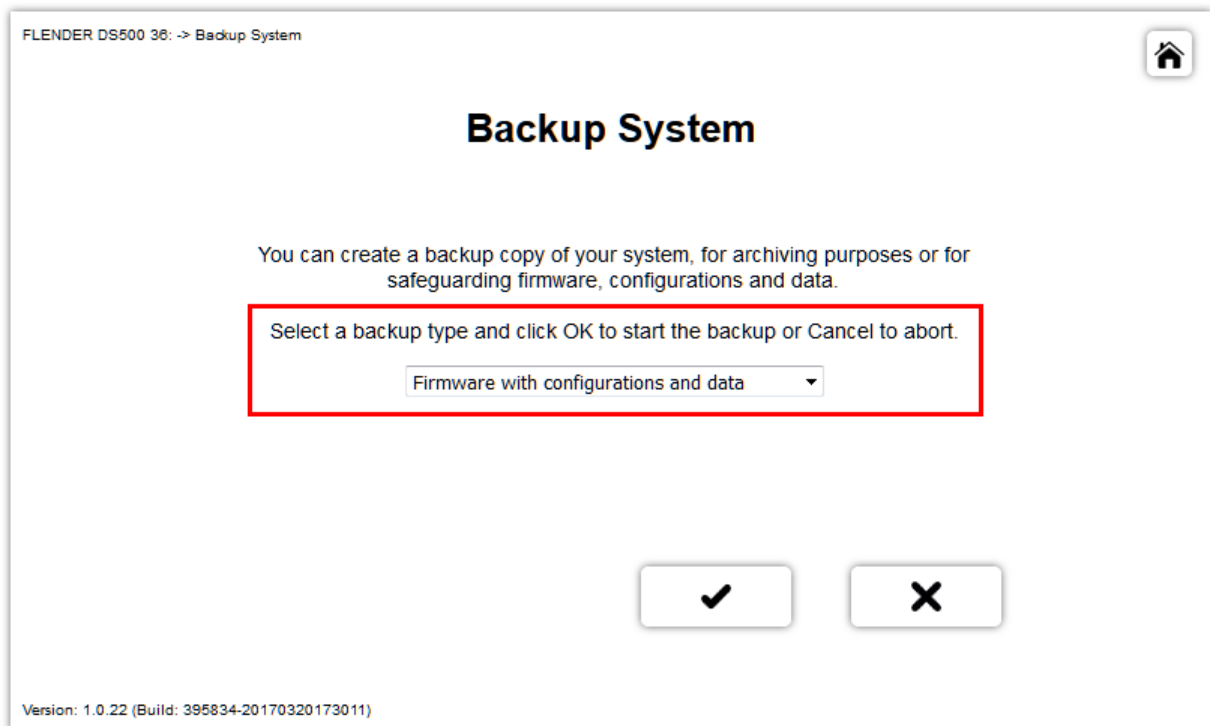 FLENDER DS500 36: -> Backup System
Backup System
You can create a backup copy of your system, for archiving purposes or for
safeguarding firmware, configurations and data.
Select a backup type and click OK to start the backup or Cancel to abort.
Firmware with configurations and data
Version: 1.0.22 (Build: 395834-20170320173011)